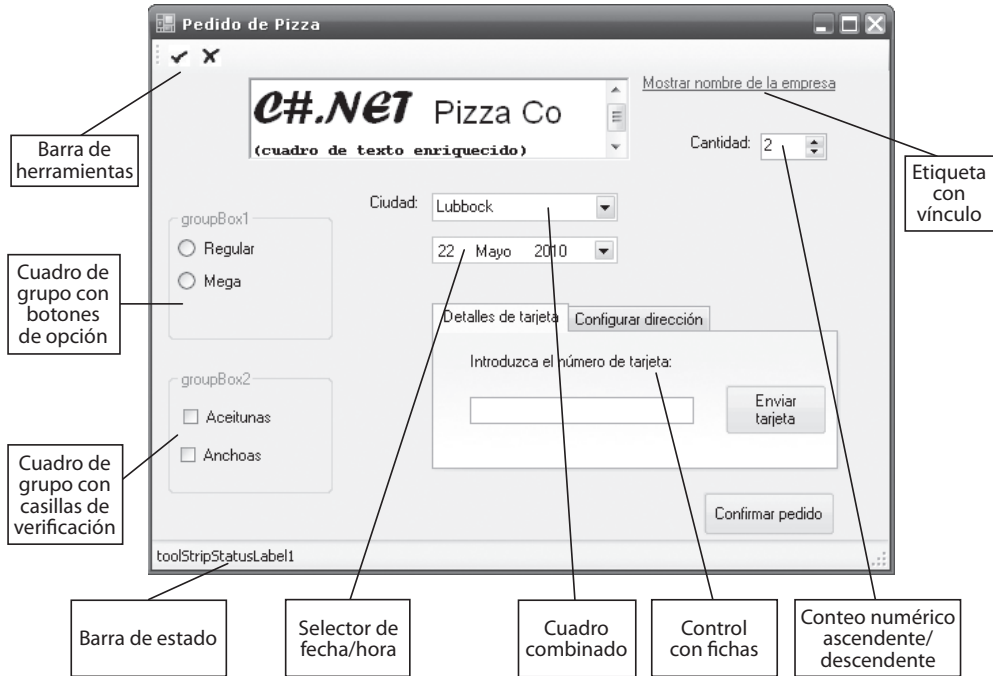 Pedido de Pizza
C#.NET Pizza Co
(cuadro de texto enriquecido)
Mostrar nombre de la empresa
Cantidad: 2
Barra de
herramientas
Etiqueta
con
vínculo
Ciudad: Lubbock
groupBox1
Regular
22 Mayo 2010
Mega
Cuadro de
grupo con
botones
de opción
Detalles de tarjeta Configurar dirección
Introduzca el número de tarjeta:
Enviar
tarjeta
groupBox2
Aceitunas
Anchoas
Cuadro de
grupo con
casillas de
verificación
Confirmar pedido
toolStripStatusLabel1
Barra de estado
Selector de
fecha/hora
Cuadro
combinado
Control
con fichas
Conteo numérico
ascendente/
descendente